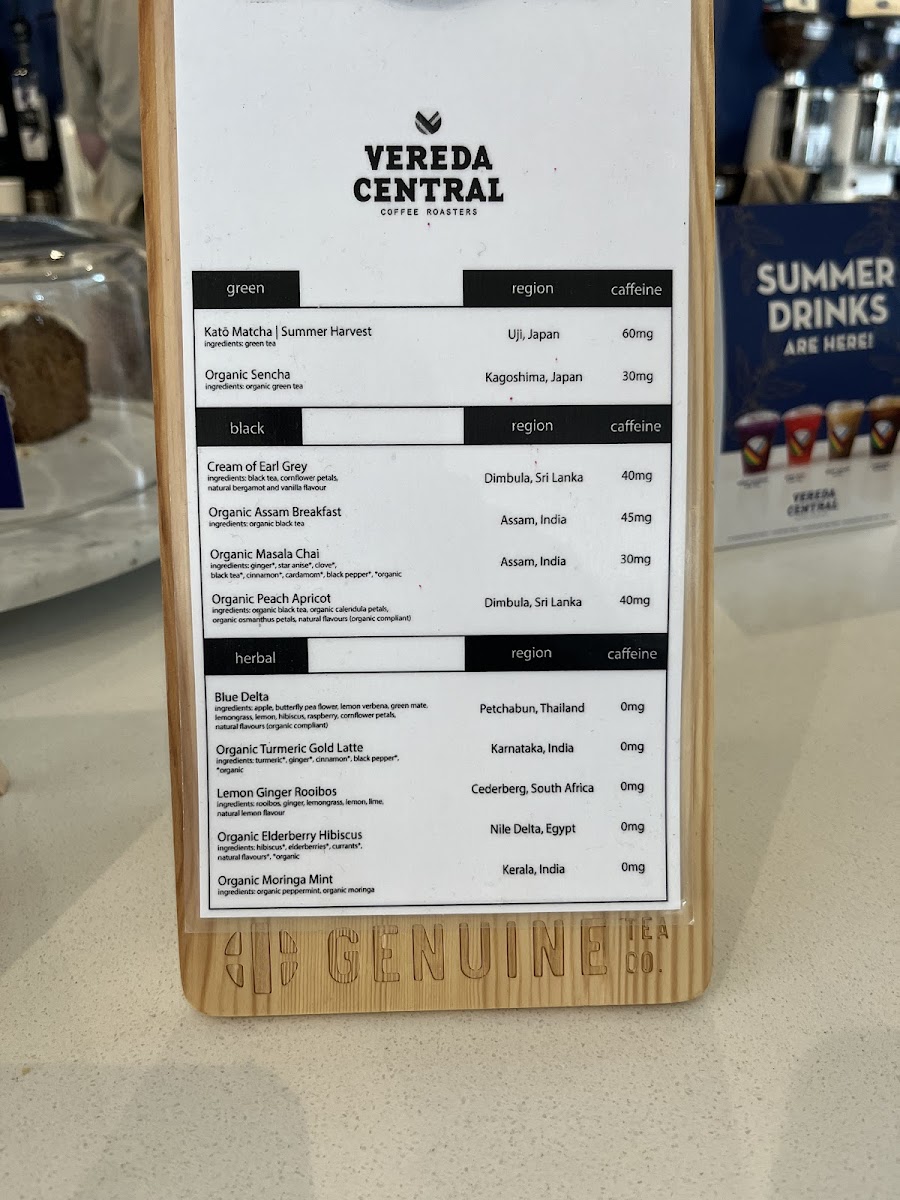 VEREDA
CENTRAL
COFFEE ROASTERS
green region caffeine
Katō Matcha | Summer Harvest Uji, Japan 60mg
ingredients: green tea
Organic Sencha Kagoshima, Japan 30mg
ingredients: organic green tea
black region caffeine
Cream of Earl Grey Dimbula, Sri Lanka 40mg
ingredients: black tea, cornflower petals,
natural bergamot and vanilla flavour
Organic Assam Breakfast Assam, India 45mg
ingredients: organic black tea
Organic Masala Chai Assam, India 30mg
ingredients: ginger*, star anise*, clove*,
black tea*, cinnamon*, cardamom*, black pepper*, *organic
Organic Peach Apricot Dimbula, Sri Lanka 40mg
ingredients: organic black tea, organic calendula petals,
organic osmanthus petals, natural flavours (organic compliant)
herbal region caffeine
Blue Delta Petchabun, Thailand 0mg
ingredients: apple, butterfly pea flower, lemon verbena, green mate,
lemongrass, lemon, hibiscus, raspberry, cornflower petals,
natural flavours (organic compliant)
Organic Turmeric Gold Latte Karnataka, India 0mg
ingredients: turmeric*, ginger*, cinnamon*, black pepper*,
*organic
Lemon Ginger Rooibos Cederberg, South Africa 0mg
ingredients: rooibos, ginger, lemongrass, lemon, lime,
natural lemon flavour
Organic Elderberry Hibiscus Nile Delta, Egypt 0mg
ingredients: hibiscus*, elderberries*, currants*,
natural flavours*, *organic
Organic Moringa Mint Kerala, India 0mg
ingredients: organic peppermint, organic moringa
GENUINE TEA
CO.
SUMMER
DRINKS
ARE HERE!
VEREDA
CENTRAL